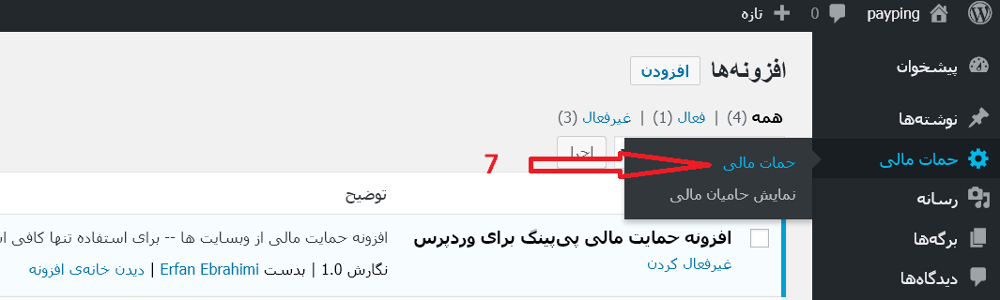 payping 0 تازه
پیشخوان
نوشته‌ها
حمات مالی
رسانه
برگه‌ها
دیدگاه‌ها
افزونه‌ها افزودن
همه (4) | فعال (1) | غیرفعال (3)
اجرا
7
حمات مالی
نمایش حامیان مالی
توضیح
افزونه حمایت مالی پی‌پینگ برای وردپرس
غیرفعال کردن
افزونه حمایت مالی از وبسایت ها -- برای استفاده تنها کافی
نگارش 1.0 | بدست Erfan Ebrahimi | دیدن خانه‌ی افزونه